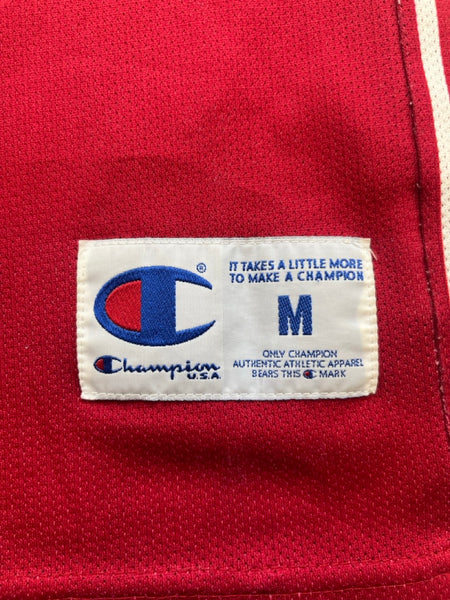 ®
Champion
U.S.A.
IT TAKES A LITTLE MORE
TO MAKE A CHAMPION
M
ONLY CHAMPION
AUTHENTIC ATHLETIC APPAREL
BEARS THIS C MARK